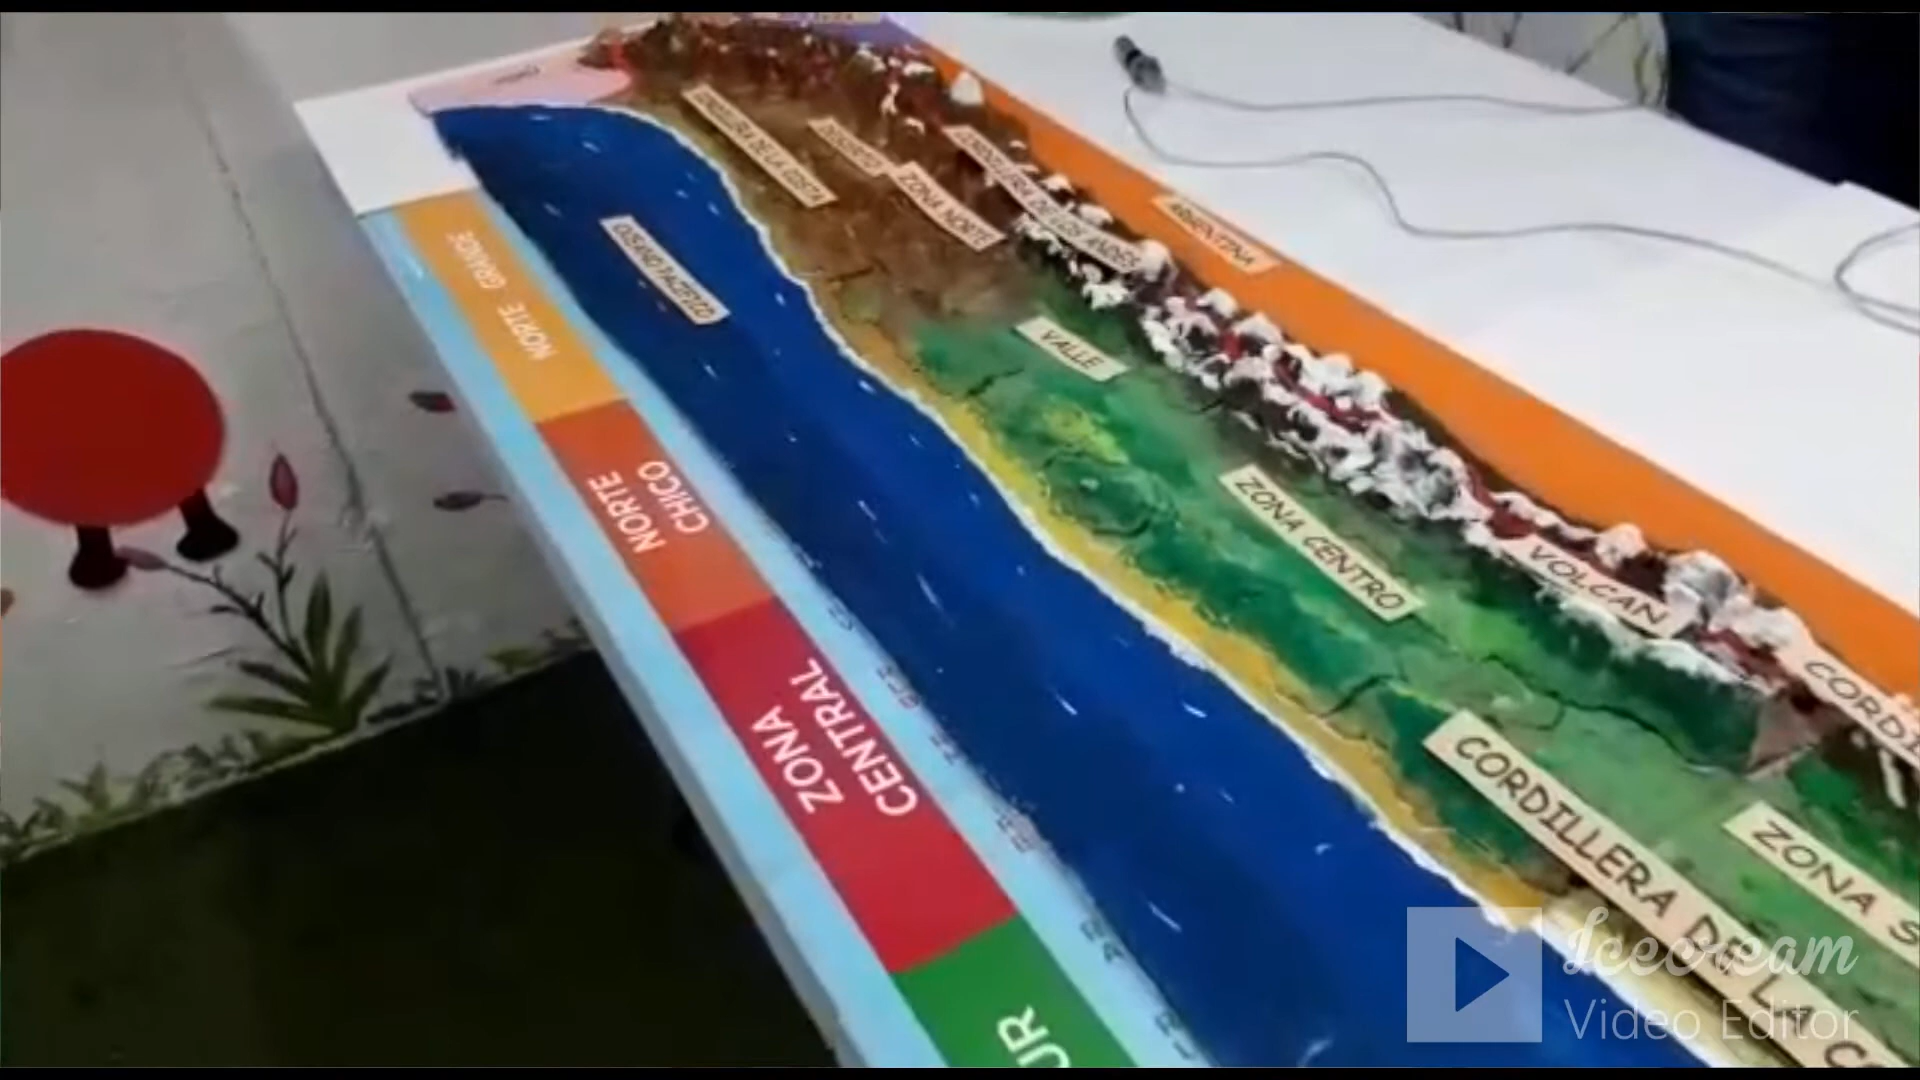 CORDILLERA DE LA COSTA
DESIERTO
ZONA NORTE
CORDILLERA DE LOS ANDES
ARGENTINA
OCEANO PACIFICO
NORTE GRANDE
VALLE
NORTE
CHICO
ZONA CENTRO
VOLCAN
ZONA
CENTRAL
CORDI
CORDILLERA DE LA CO
ZONA S
UR
Icecream
Video Editor